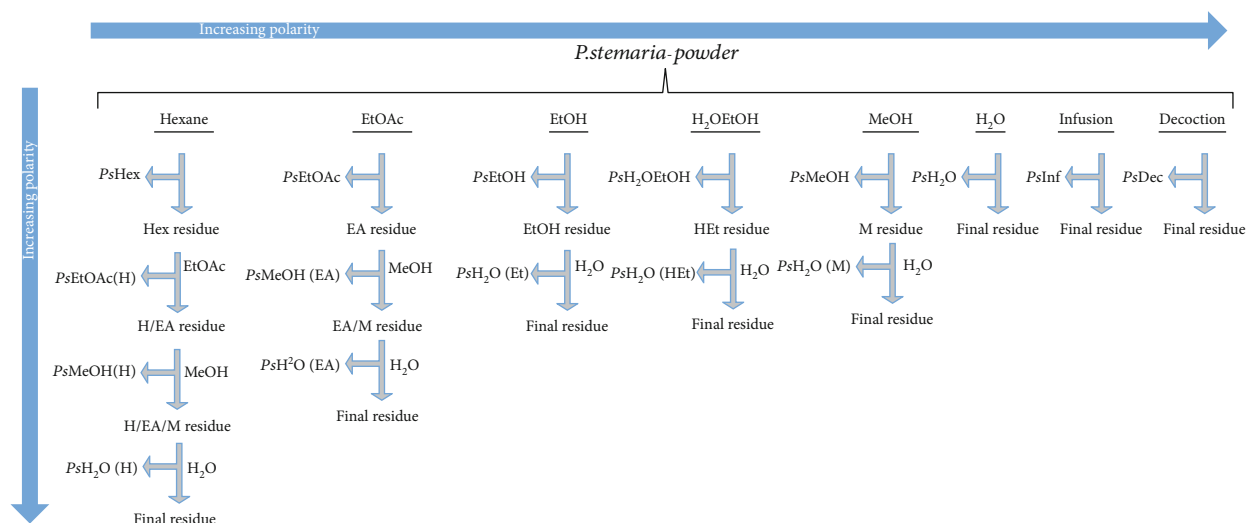 Increasing polarity
P.stemaria-powder
Increasing polarity
Hexane EtOAc EtOH H₂OEtOH MeOH H₂O Infusion Decoction
PsHex PsEtOAc PsEtOH PsH₂OEtOH PsMeOH PsH₂O PsInf PsDec
Hex residue EA residue EtOH residue HEt residue M residue Final residue Final residue Final residue
PsEtOAc(H) EtOAc PsMeOH (EA) MeOH PsH₂O (Et) H₂O PsH₂O (HEt) H₂O PsH₂O (M) H₂O
H/EA residue EA/M residue Final residue Final residue Final residue
PsMeOH(H) MeOH PsH²O (EA) H₂O
H/EA/M residue Final residue
PsH₂O (H) H₂O
Final residue